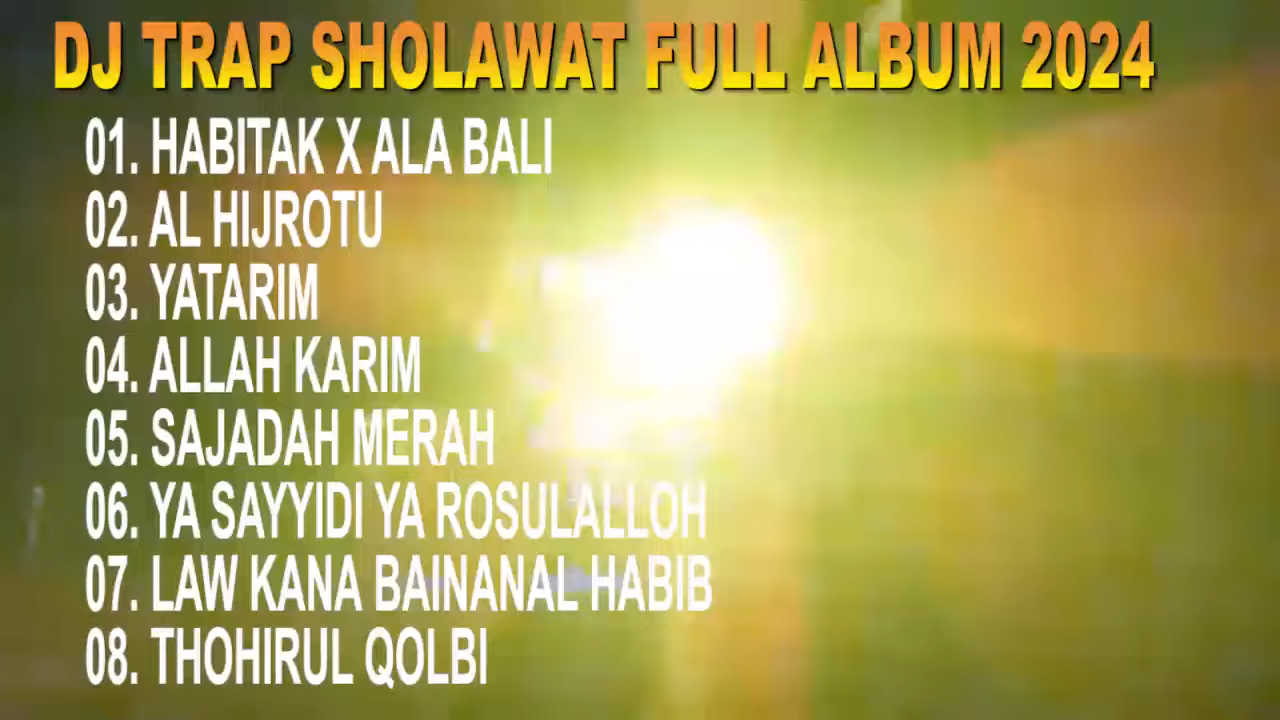 DJ TRAP SHOLAWAT FULL ALBUM 2024
01. HABITAK X ALA BALI
02. AL HIJROTU
03. YATARIM
04. ALLAH KARIM
05. SAJADAH MERAH
06. YA SAYYIDI YA ROSULALLOH
07. LAW KANA BAINANAL HABIB
08. THOHIRUL QOLBI